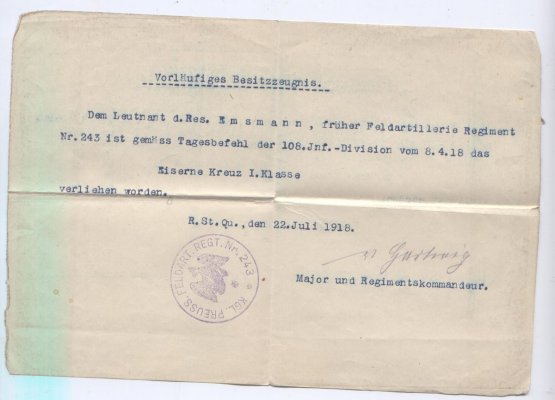 Vorläufiges Besitzzeugnis.
Dem Leutnant d.Res. E m s m a n n , früher Feldartillerie Regiment
Nr.243 ist gemäss Tagesbefehl der 108.Jnf.-Division vom 8.4.18 das
Eiserne Kreuz I.Klasse
verliehen worden.
R.St.Qu.,den 22.Juli 1918.
v Hartwig
Major und Regimentskommandeur.
KGL. PREUSS. FELDART. REGT. Nr. 243